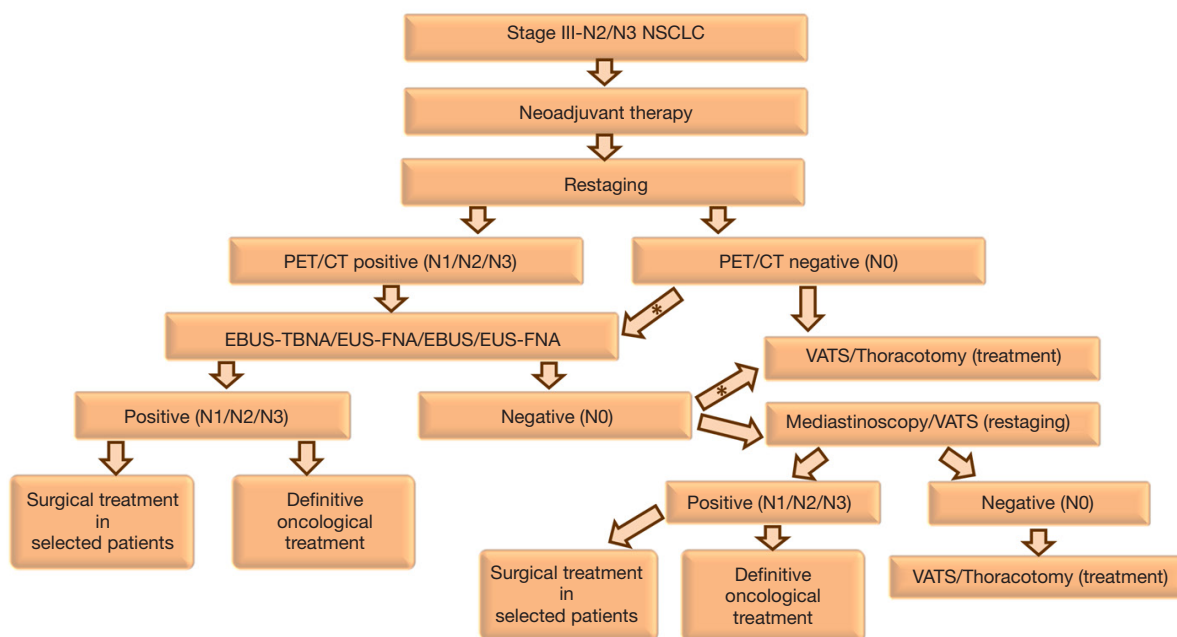 Stage III-N2/N3 NSCLC
Neoadjuvant therapy
Restaging
PET/CT positive (N1/N2/N3)
PET/CT negative (N0)
*
EBUS-TBNA/EUS-FNA/EBUS/EUS-FNA
VATS/Thoracotomy (treatment)
*
Positive (N1/N2/N3)
Negative (N0)
Mediastinoscopy/VATS (restaging)
Surgical treatment
in
selected patients
Definitive
oncological
treatment
Positive (N1/N2/N3)
Negative (N0)
Surgical treatment
in
selected patients
Definitive
oncological
treatment
VATS/Thoracotomy (treatment)